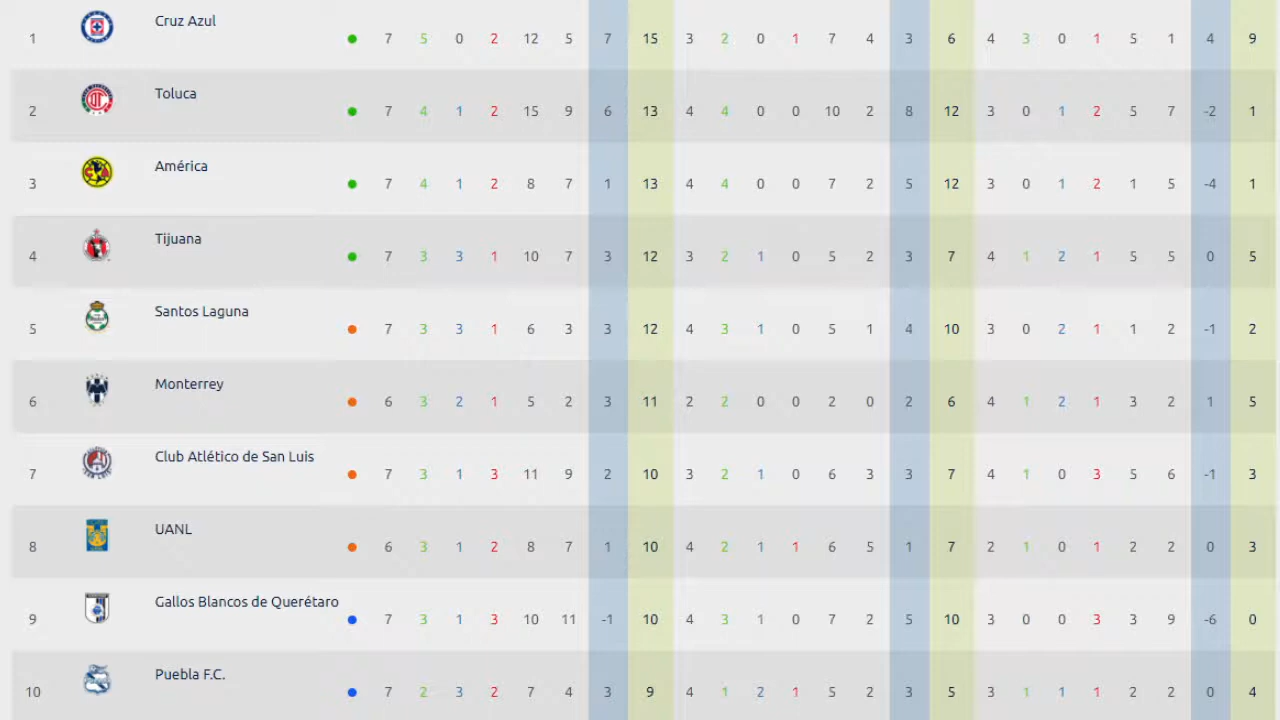 1 Cruz Azul 7 5 0 2 12 5 7 15 3 2 0 1 7 4 3 6 4 3 0 1 5 1 4 9
2 Toluca 7 4 1 2 15 9 6 13 4 4 0 0 10 2 8 12 3 0 1 2 5 7 -2 1
3 América 7 4 1 2 8 7 1 13 4 4 0 0 7 2 5 12 3 0 1 2 1 5 -4 1
4 Tijuana 7 3 3 1 10 7 3 12 3 2 1 0 5 2 3 7 4 1 2 1 5 5 0 5
5 Santos Laguna 7 3 3 1 6 3 3 12 4 3 1 0 5 1 4 10 3 0 2 1 1 2 -1 2
6 Monterrey 6 3 2 1 5 2 3 11 2 2 0 0 2 0 2 6 4 1 2 1 3 2 1 5
7 Club Atlético de San Luis 7 3 1 3 11 9 2 10 3 2 1 0 6 3 3 7 4 1 0 3 5 6 -1 3
8 UANL 6 3 1 2 8 7 1 10 4 2 1 1 6 5 1 7 2 1 0 1 2 2 0 3
9 Gallos Blancos de Querétaro 7 3 1 3 10 11 -1 10 4 3 1 0 7 2 5 10 3 0 0 3 3 9 -6 0
10 Puebla F.C. 7 2 3 2 7 4 3 9 4 1 2 1 5 2 3 5 3 1 1 1 2 2 0 4